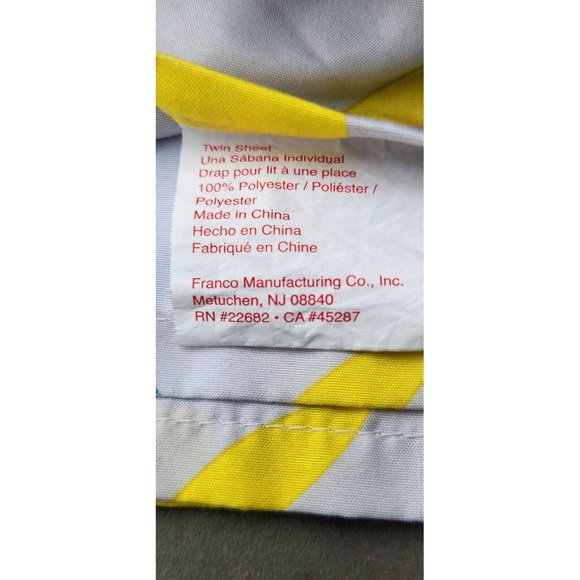 Twin Sheet
Una Sábana Individual
Drap pour lit à une place
100% Polyester / Poliéster /
Polyester
Made in China
Hecho en China
Fabriqué en Chine
Franco Manufacturing Co., Inc.
Metuchen, NJ 08840
RN #22682 • CA #45287